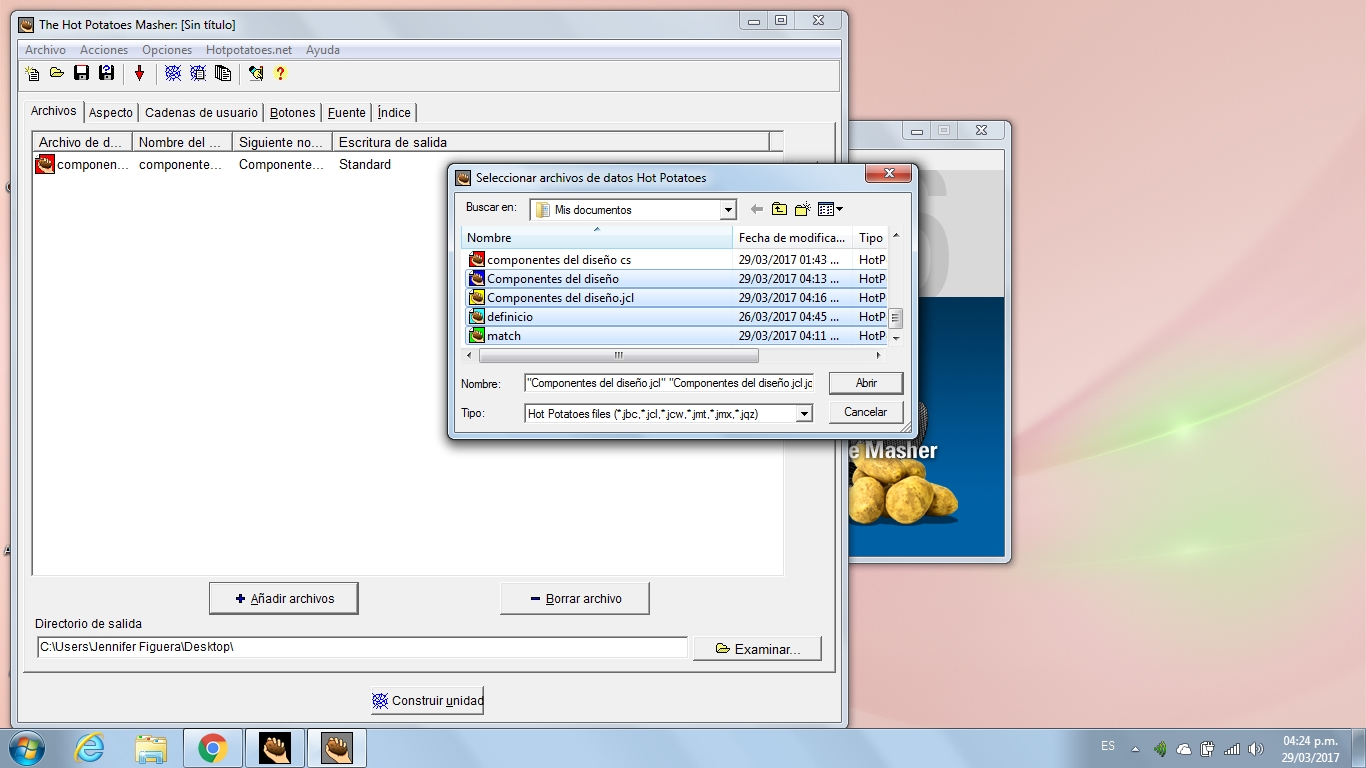 The Hot Potatoes Masher: [Sin título]
Archivo Acciones Opciones Hotpotatoes.net Ayuda
Archivos Aspecto Cadenas de usuario Botones Fuente Índice
Archivo de d... Nombre del ... Siguiente no... Escritura de salida
componen... componente... Componente... Standard
Seleccionar archivos de datos Hot Potatoes
Buscar en: Mis documentos
Nombre Fecha de modifica... Tipo
componentes del diseño cs 29/03/2017 01:43 ... HotP
Componentes del diseño 29/03/2017 04:13 ... HotP
Componentes del diseño.jcl 29/03/2017 04:16 ... HotP
definicio 26/03/2017 04:45 ... HotP
match 29/03/2017 04:11 ... HotP
Nombre: "Componentes del diseño.jcl" "Componentes del diseño.jcl.jc Abrir
Tipo: Hot Potatoes files (*.jbc,*.jcl,*.jcw,*.jmt,*.jmx,*.jqz) Cancelar
e Masher
Añadir archivos Borrar archivo
Directorio de salida
C:\Users\Jennifer Figuera\Desktop\ Examinar...
Construir unidad
ES 04:24 p.m.
29/03/2017